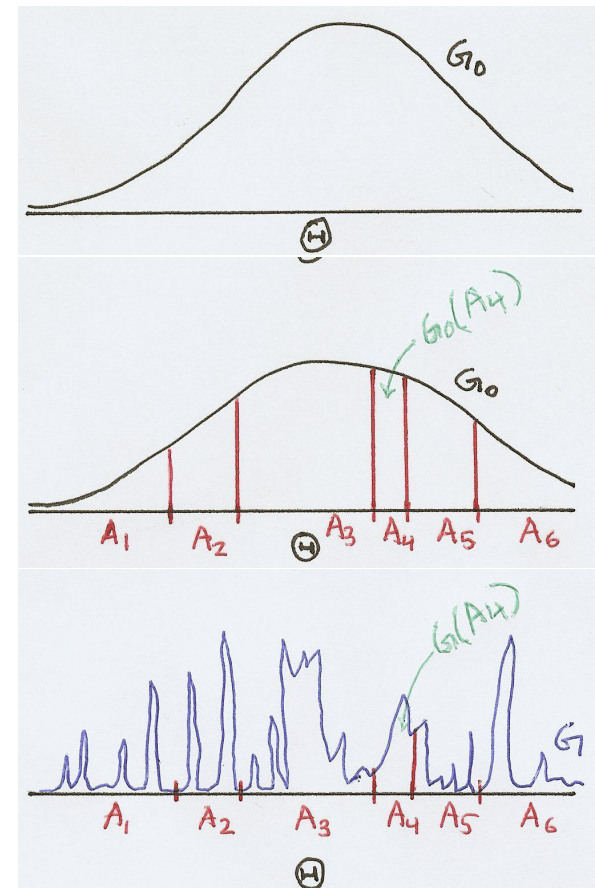 G₀
Θ
G₀(A₄)
G₀
A₁ A₂ Θ A₃ A₄ A₅ A₆
G(A₄)
G
A₁ A₂ A₃ A₄ A₅ A₆
Θ